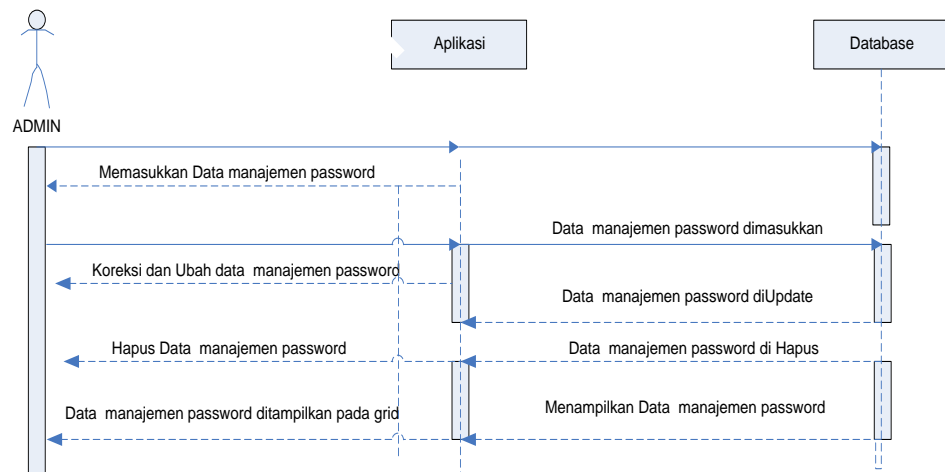 Aplikasi
Database
ADMIN
Memasukkan Data manajemen password
Data manajemen password dimasukkan
Koreksi dan Ubah data manajemen password
Data manajemen password diUpdate
Hapus Data manajemen password
Data manajemen password di Hapus
Data manajemen password ditampilkan pada grid
Menampilkan Data manajemen password